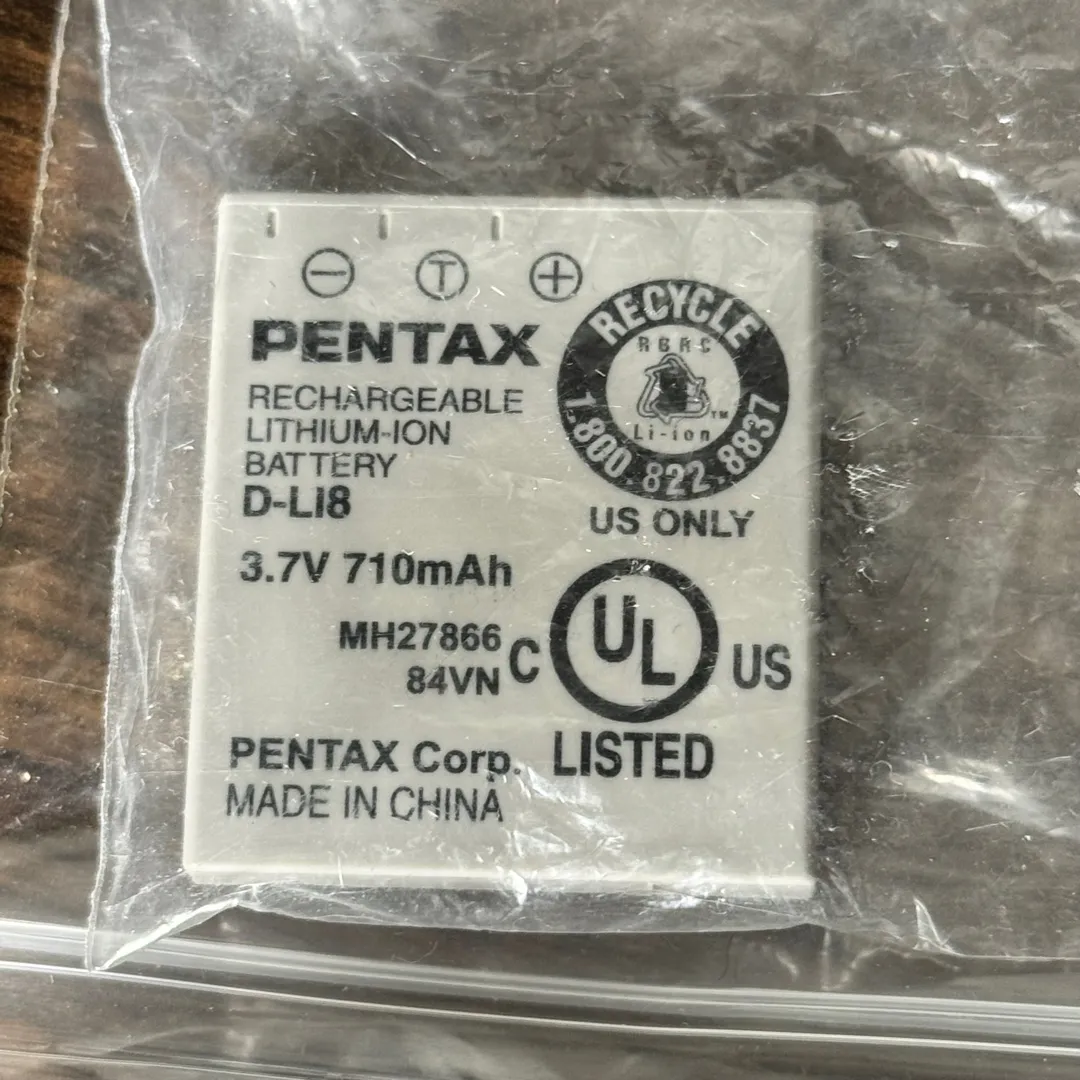 − T +
PENTAX
RECHARGEABLE
LITHIUM-ION
BATTERY
D-LI8
3.7V 710mAh
MH27866
84VN
PENTAX Corp.
MADE IN CHINA
RECYCLE
RBRC
TM
Li-ion
1.800.822.8837
US ONLY
C UL US
LISTED